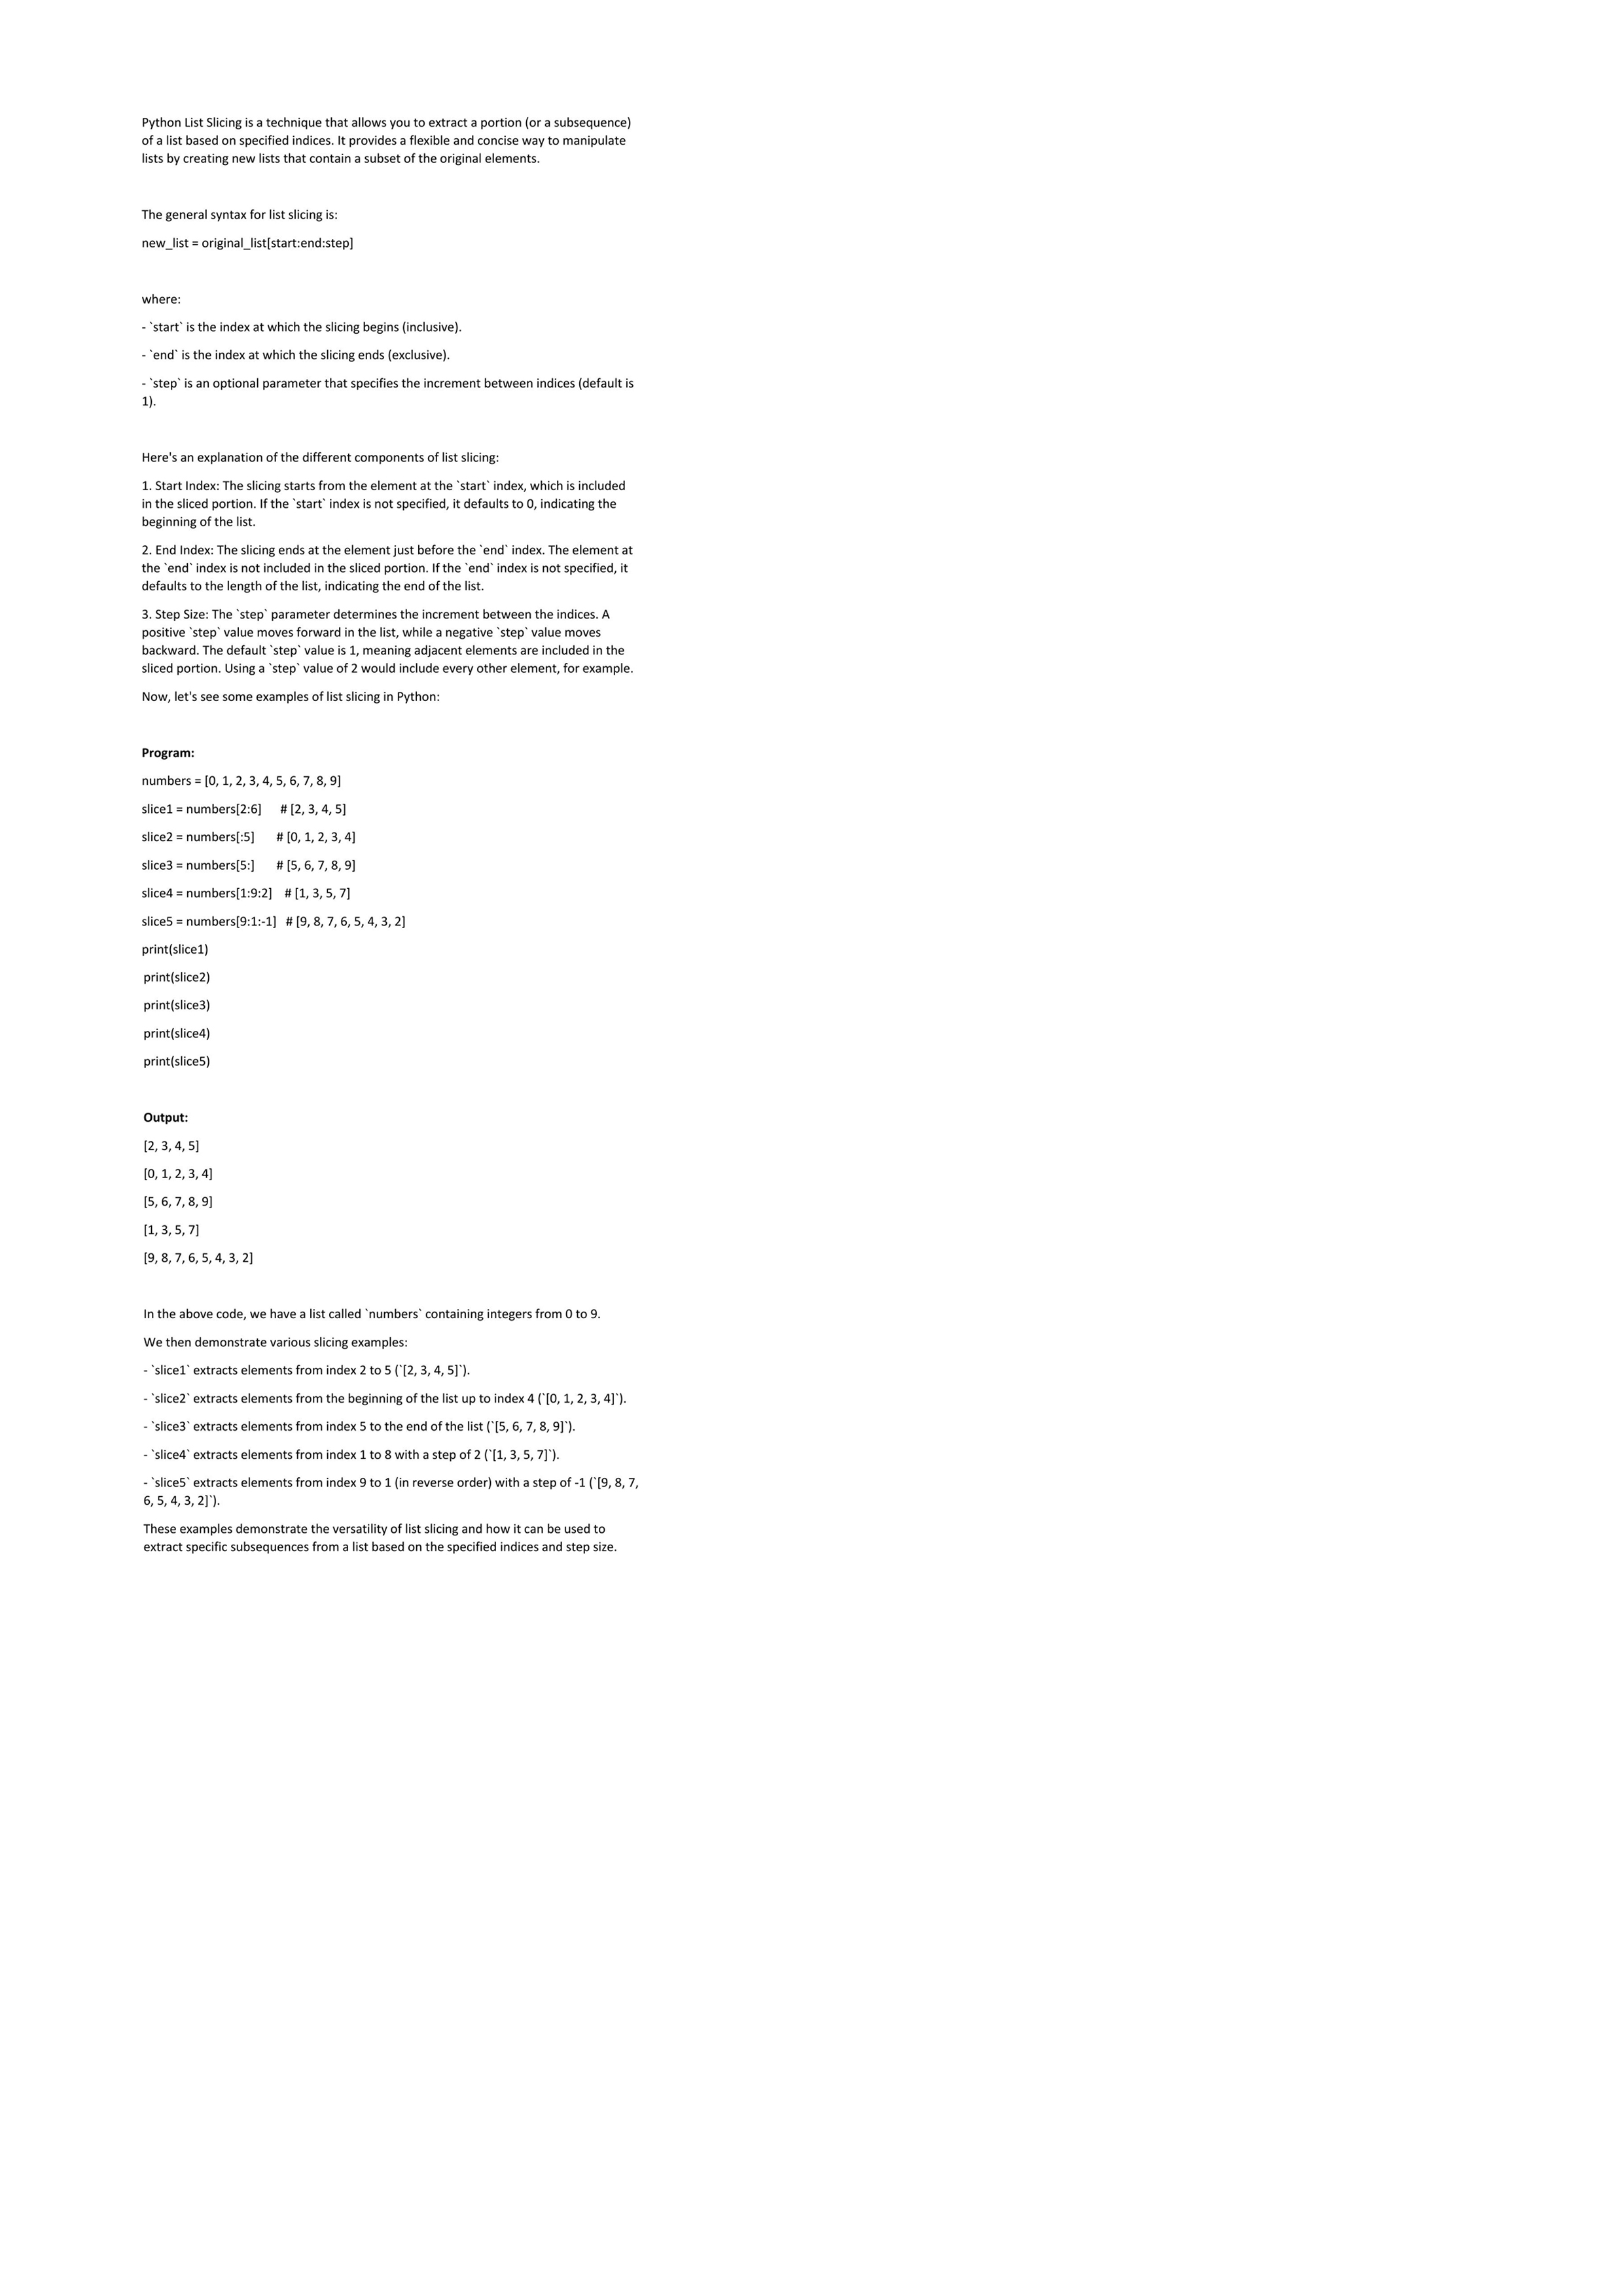 Python List Slicing is a technique that allows you to extract a portion (or a subsequence)
of a list based on specified indices. It provides a flexible and concise way to manipulate
lists by creating new lists that contain a subset of the original elements.
The general syntax for list slicing is:
new_list = original_list[start:end:step]
where:
- `start` is the index at which the slicing begins (inclusive).
- `end` is the index at which the slicing ends (exclusive).
- `step` is an optional parameter that specifies the increment between indices (default is
1).
Here's an explanation of the different components of list slicing:
1. Start Index: The slicing starts from the element at the `start` index, which is included
in the sliced portion. If the `start` index is not specified, it defaults to 0, indicating the
beginning of the list.
2. End Index: The slicing ends at the element just before the `end` index. The element at
the `end` index is not included in the sliced portion. If the `end` index is not specified, it
defaults to the length of the list, indicating the end of the list.
3. Step Size: The `step` parameter determines the increment between the indices. A
positive `step` value moves forward in the list, while a negative `step` value moves
backward. The default `step` value is 1, meaning adjacent elements are included in the
sliced portion. Using a `step` value of 2 would include every other element, for example.
Now, let's see some examples of list slicing in Python:
Program:
numbers = [0, 1, 2, 3, 4, 5, 6, 7, 8, 9]
slice1 = numbers[2:6]      # [2, 3, 4, 5]
slice2 = numbers[:5]       # [0, 1, 2, 3, 4]
slice3 = numbers[5:]       # [5, 6, 7, 8, 9]
slice4 = numbers[1:9:2]    # [1, 3, 5, 7]
slice5 = numbers[9:1:-1]   # [9, 8, 7, 6, 5, 4, 3, 2]
print(slice1)
print(slice2)
print(slice3)
print(slice4)
print(slice5)
Output:
[2, 3, 4, 5]
[0, 1, 2, 3, 4]
[5, 6, 7, 8, 9]
[1, 3, 5, 7]
[9, 8, 7, 6, 5, 4, 3, 2]
In the above code, we have a list called `numbers` containing integers from 0 to 9.
We then demonstrate various slicing examples:
- `slice1` extracts elements from index 2 to 5 (`[2, 3, 4, 5]`).
- `slice2` extracts elements from the beginning of the list up to index 4 (`[0, 1, 2, 3, 4]`).
- `slice3` extracts elements from index 5 to the end of the list (`[5, 6, 7, 8, 9]`).
- `slice4` extracts elements from index 1 to 8 with a step of 2 (`[1, 3, 5, 7]`).
- `slice5` extracts elements from index 9 to 1 (in reverse order) with a step of -1 (`[9, 8, 7,
6, 5, 4, 3, 2]`).
These examples demonstrate the versatility of list slicing and how it can be used to
extract specific subsequences from a list based on the specified indices and step size.